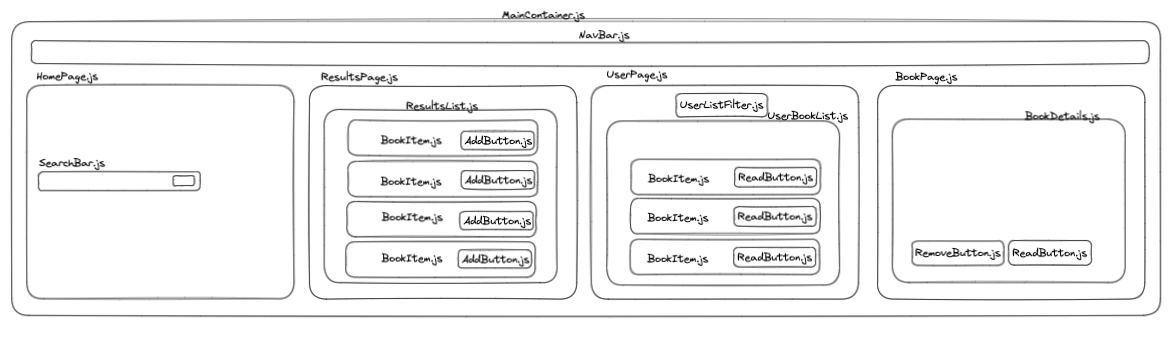 MainContainer.js
NavBar.js
HomePage.js
SearchBar.js
ResultsPage.js
ResultsList.js
BookItem.js AddButton.js
BookItem.js AddButton.js
BookItem.js AddButton.js
BookItem.js AddButton.js
UserPage.js
UserListFilter.js
UserBookList.js
BookItem.js ReadButton.js
BookItem.js ReadButton.js
BookItem.js ReadButton.js
BookPage.js
BookDetails.js
RemoveButton.js ReadButton.js